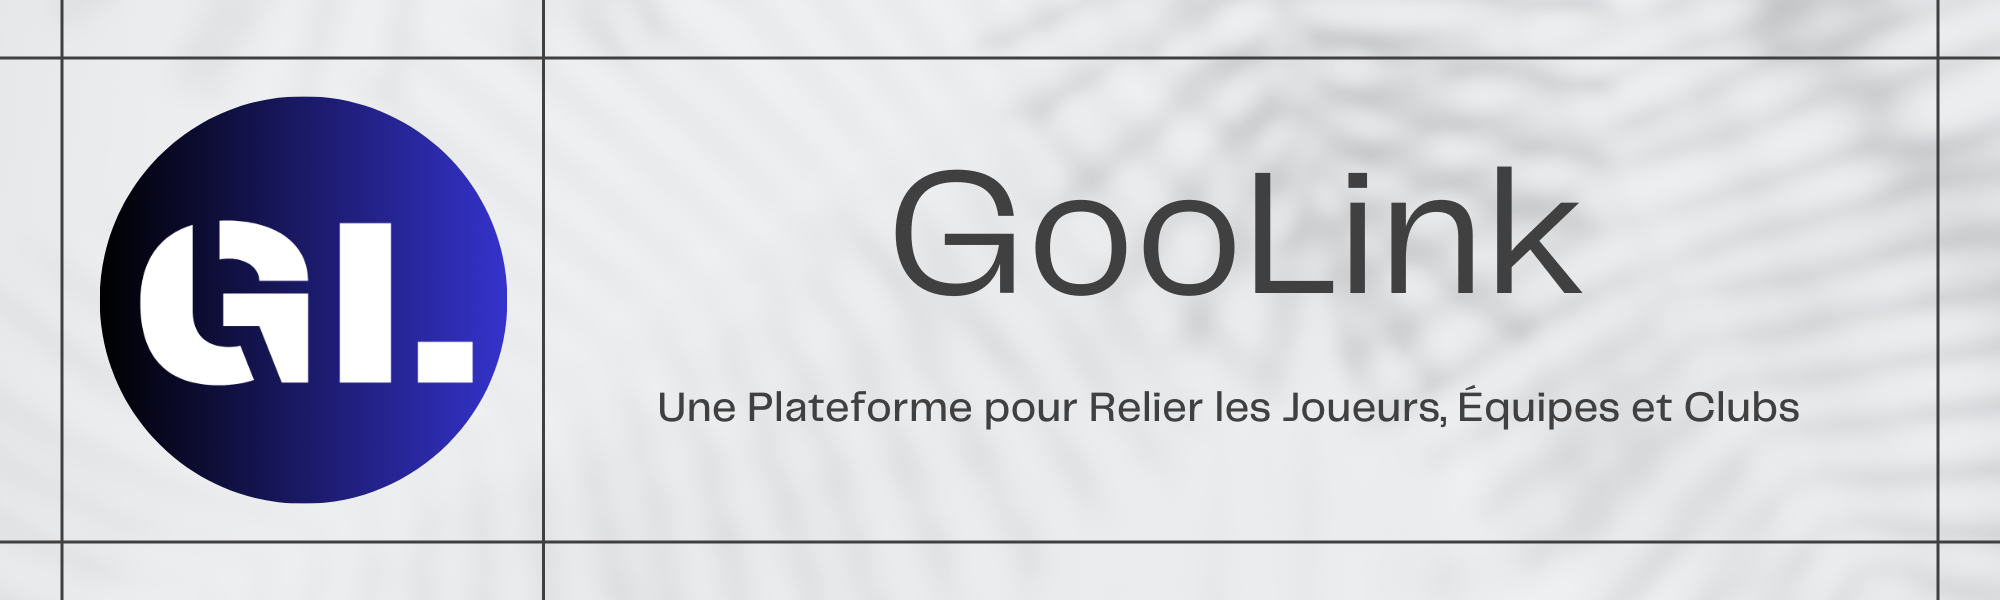 GL.
GooLink
Une Plateforme pour Relier les Joueurs, Équipes et Clubs